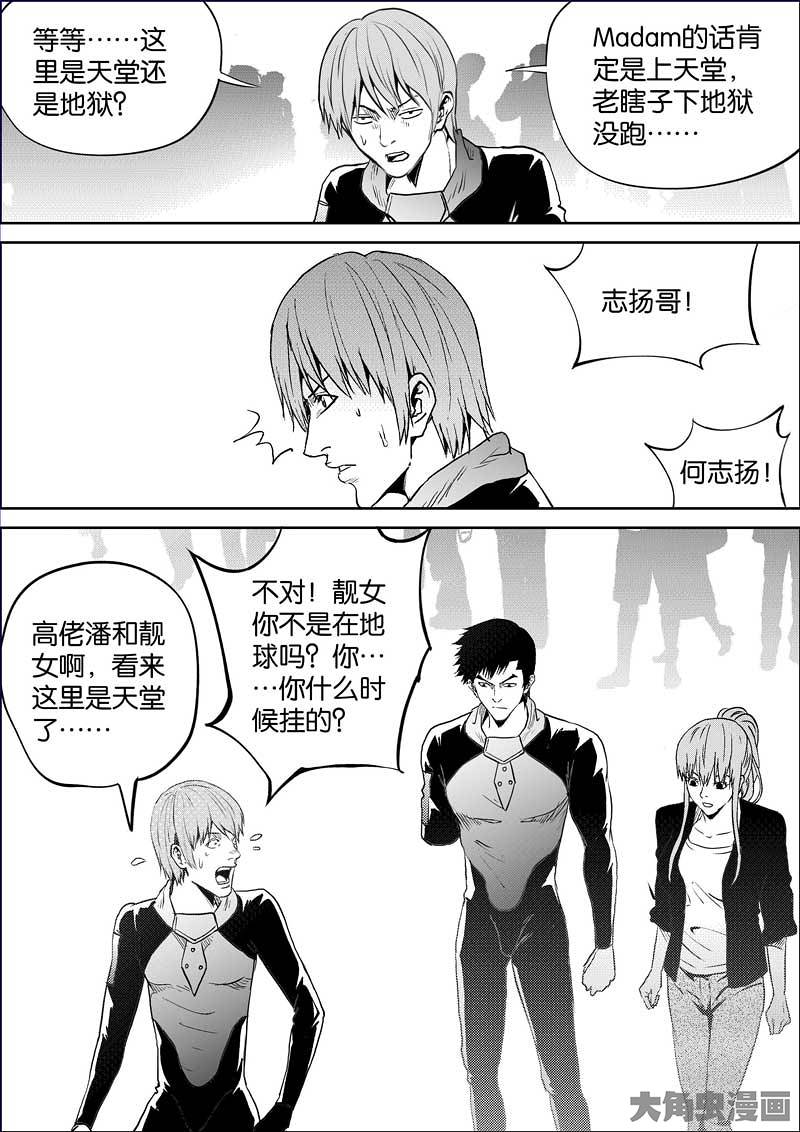 等等……这
里是天堂还
是地狱？
Madam的话肯
定是上天堂，
老瞎子下地狱
没跑……
志扬哥！
何志扬！
高佬潘和靓
女啊，看来
这里是天堂
了……
不对！靓女
你不是在地
球吗？你…
…你什么时
候挂的？
大角虫漫画